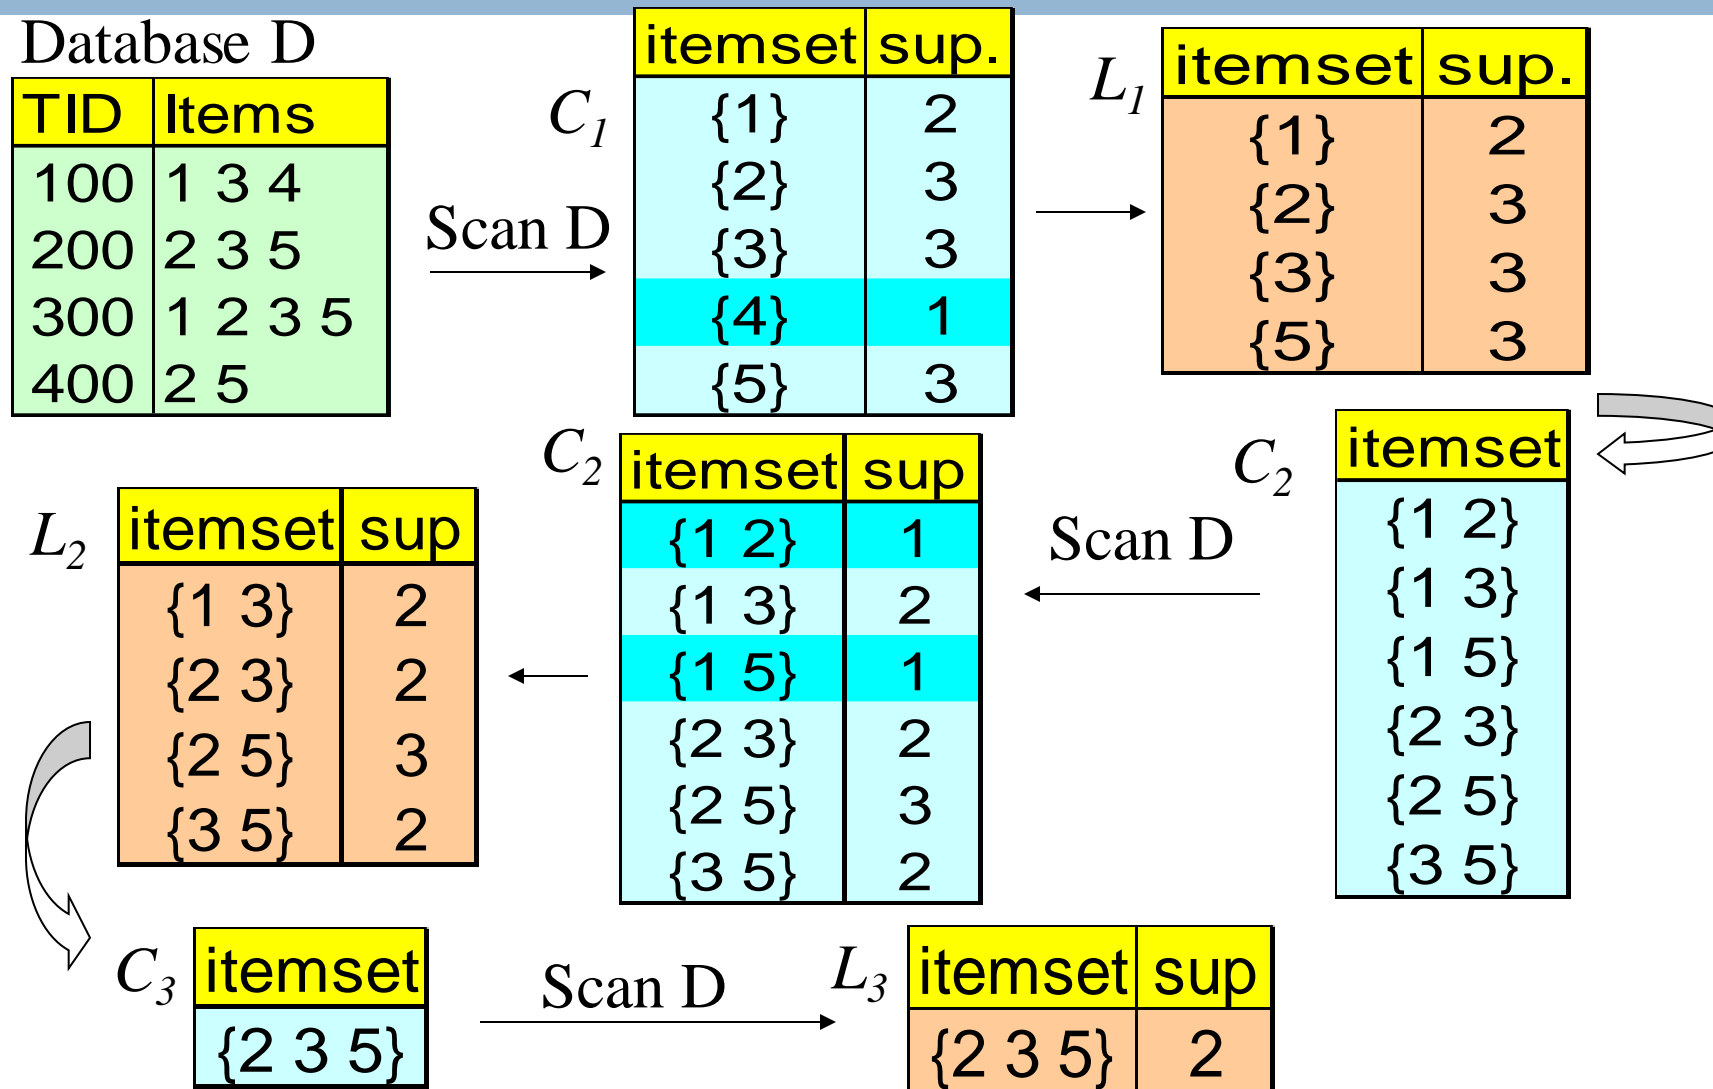 Database D
TID Items
100 1 3 4
200 2 3 5
300 1 2 3 5
400 2 5
Scan D
C1
itemset sup.
{1} 2
{2} 3
{3} 3
{4} 1
{5} 3
L1
itemset sup.
{1} 2
{2} 3
{3} 3
{5} 3
C2
itemset
{1 2}
{1 3}
{1 5}
{2 3}
{2 5}
{3 5}
Scan D
C2
itemset sup
{1 2} 1
{1 3} 2
{1 5} 1
{2 3} 2
{2 5} 3
{3 5} 2
L2
itemset sup
{1 3} 2
{2 3} 2
{2 5} 3
{3 5} 2
C3
itemset
{2 3 5}
Scan D
L3
itemset sup
{2 3 5} 2